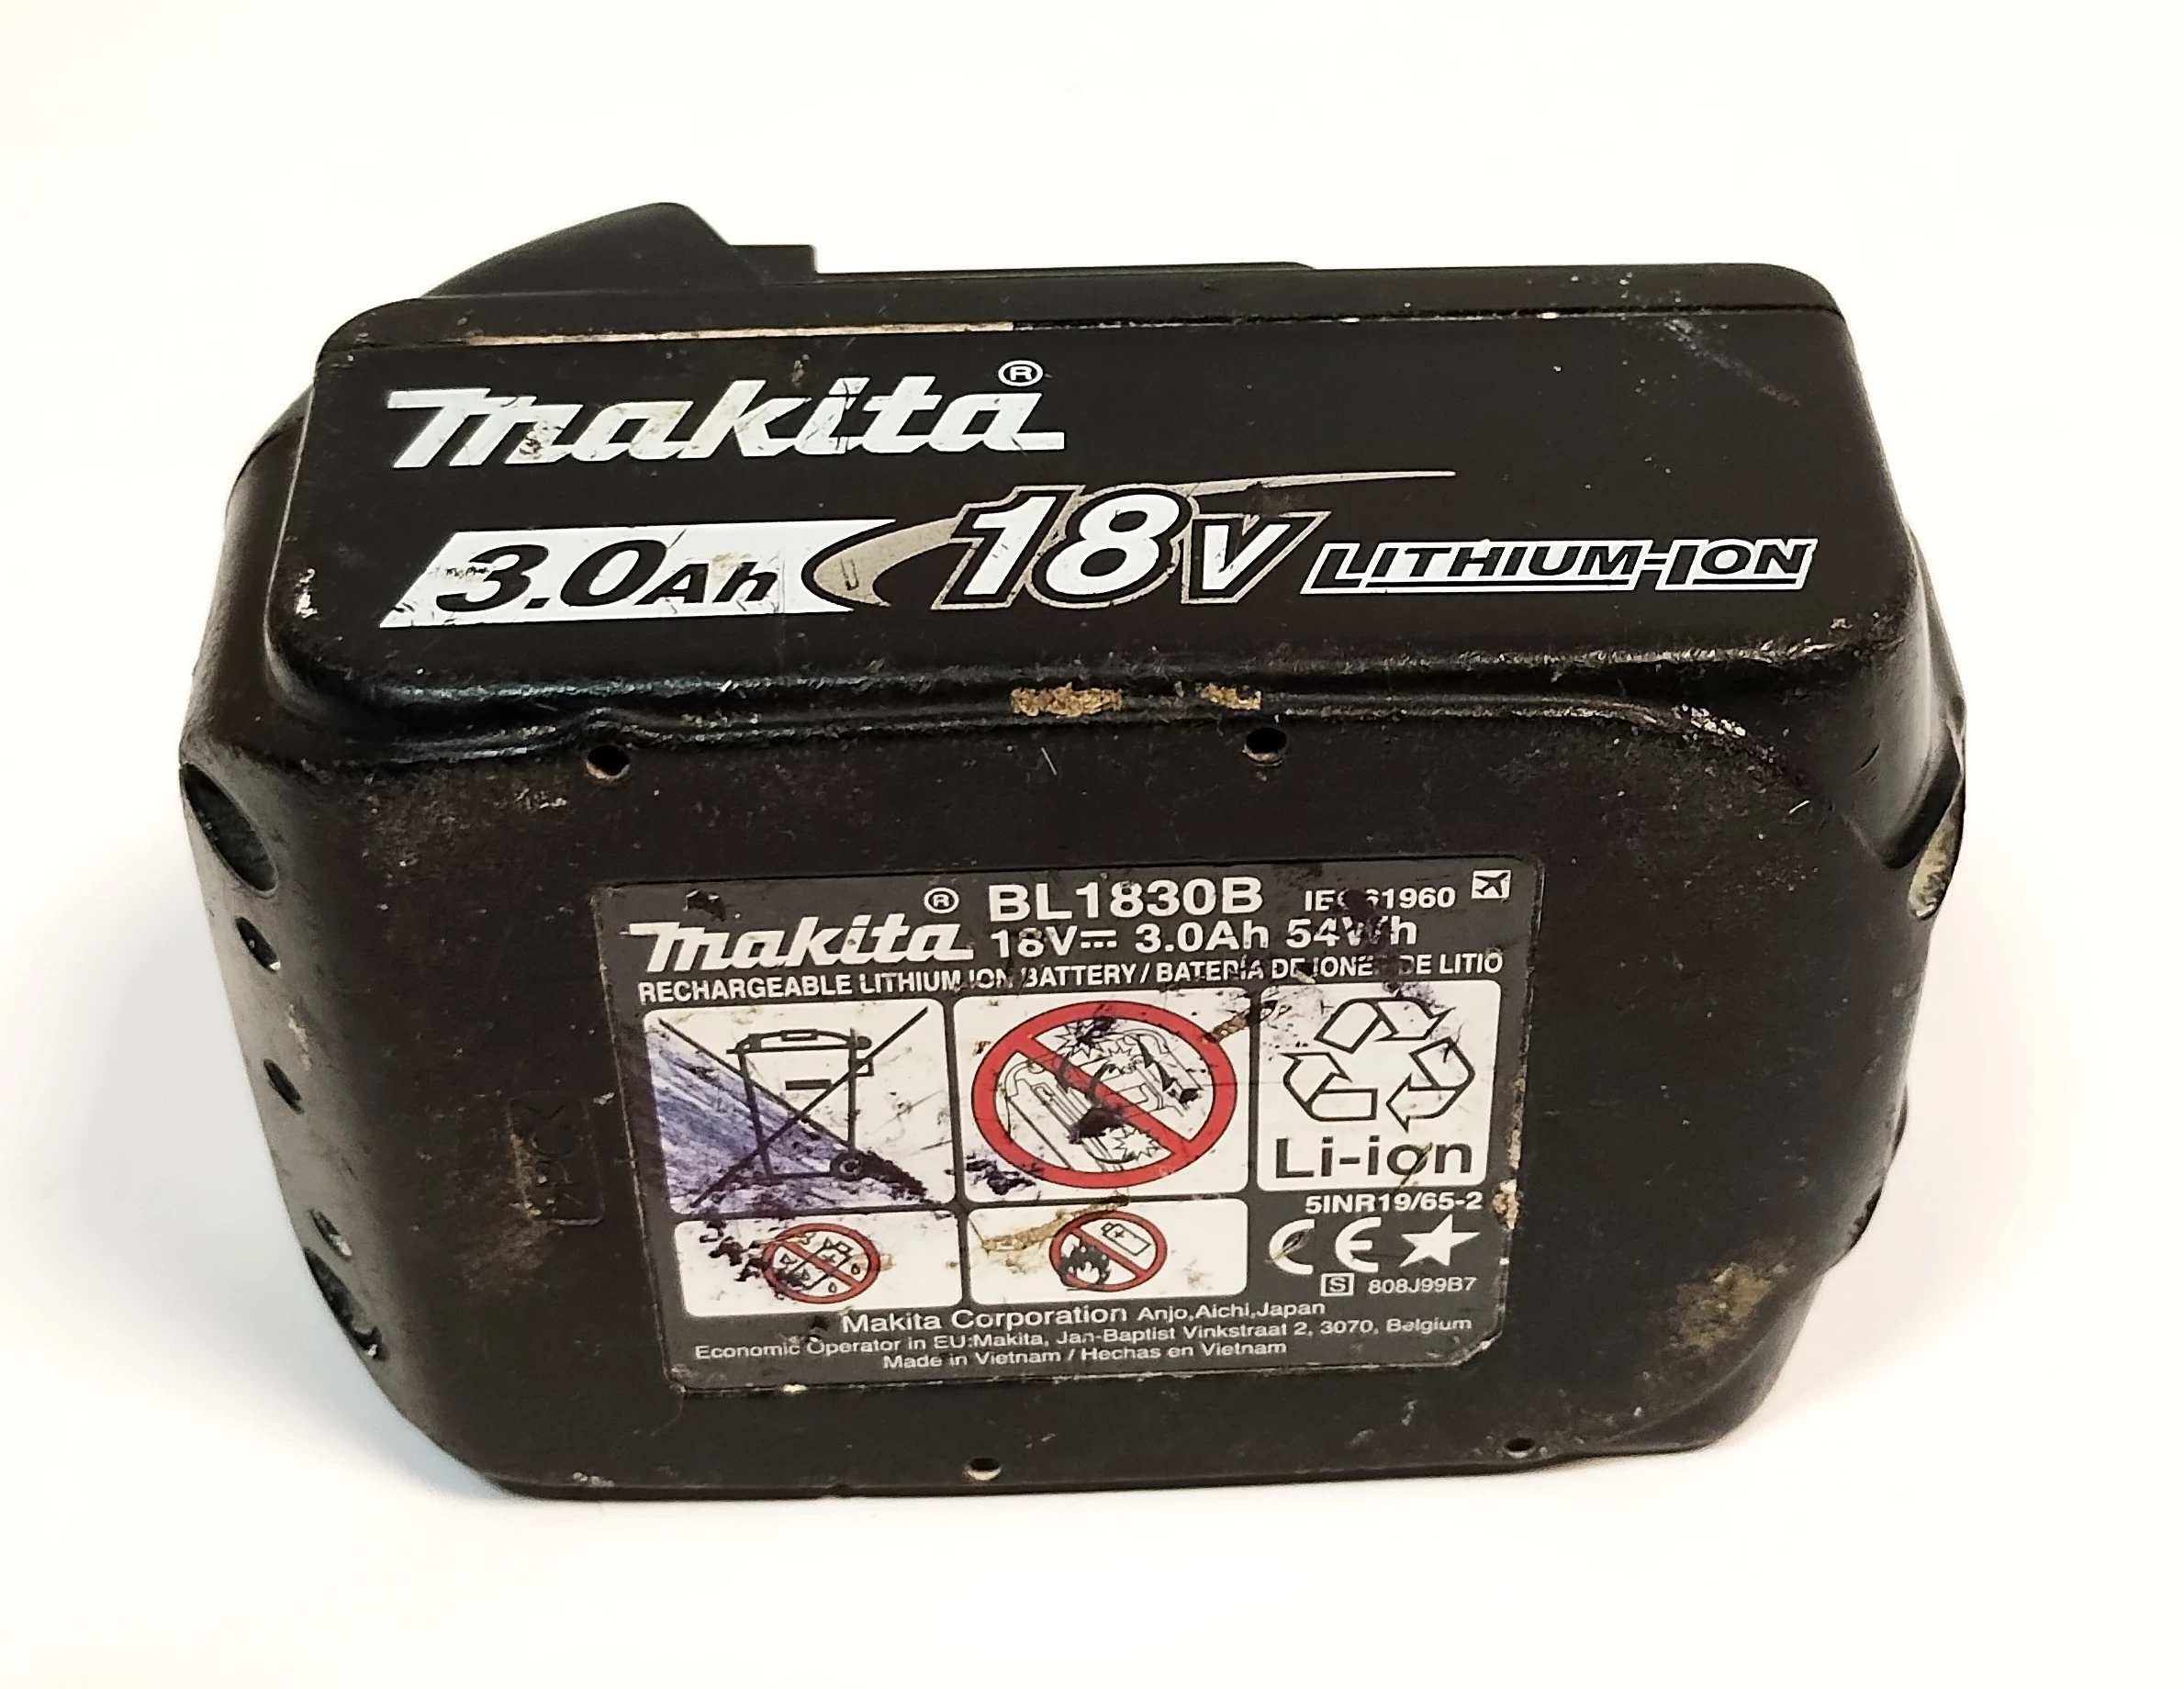 makita®
3.0Ah 18V LITHIUM-ION
makita® BL1830B IEC 61960
18V 3.0Ah 54Wh
RECHARGEABLE LITHIUM ION BATTERY / BATERÍA DE IONES DE LITIO
Li-ion
5INR19/65-2
CE
S 808J99B7
Makita Corporation Anjo,Aichi,Japan
Economic Operator in EU:Makita, Jan-Baptist Vinkstraat 2, 3070, Belgium
Made in Vietnam / Hechas en Vietnam